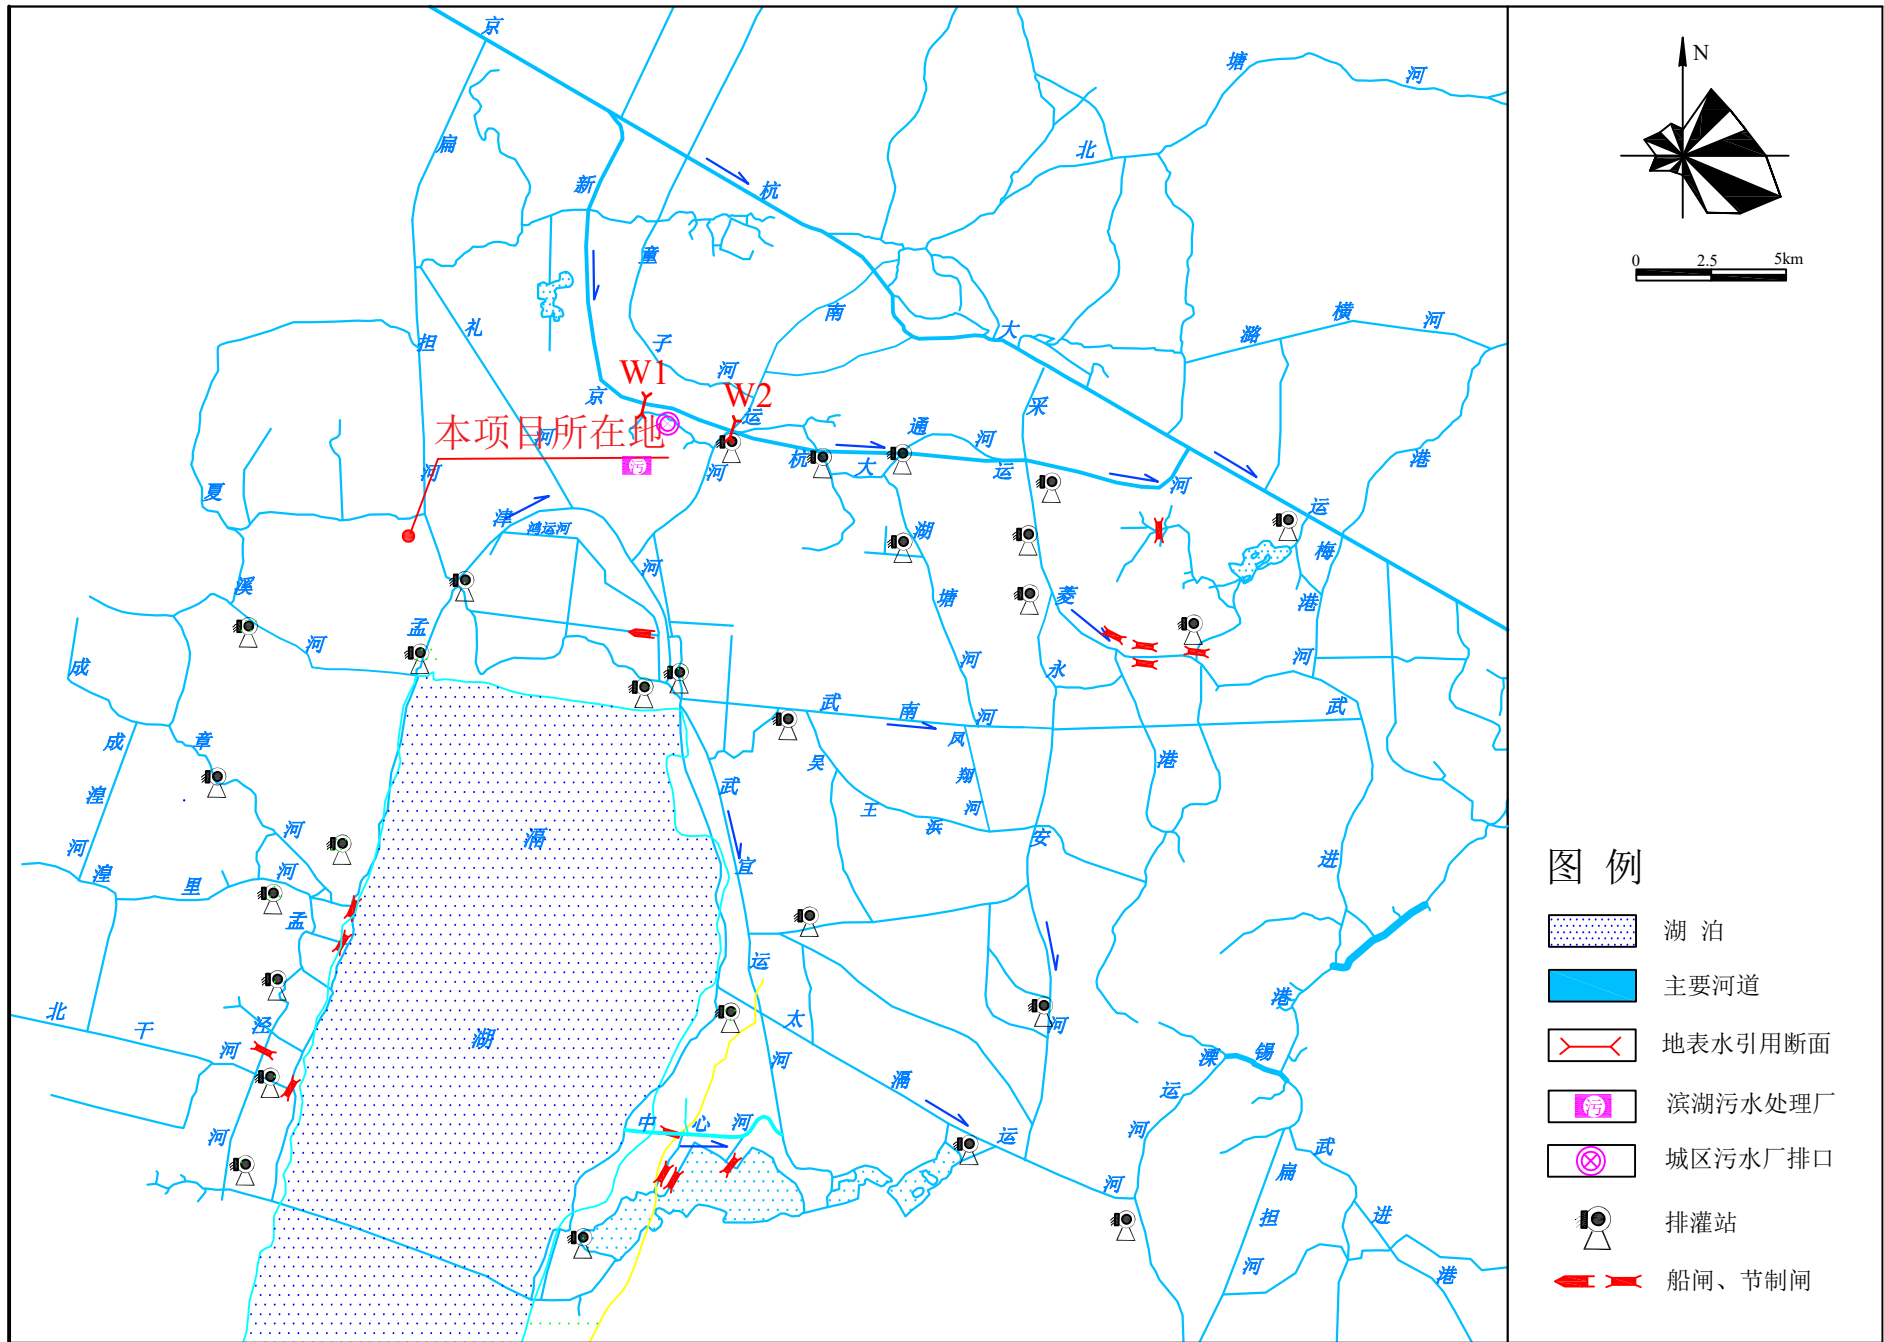 京杭大运河
新京杭大运河
扁担河
童子河
礼河
北塘河
南运河
潞横河
采菱港
通济河
夏溪河
孟津河
鸿运河
湖塘河
梅港
永安河
武南河
武进港
成章河
成湟河
湟里河
孟泾河
北干河
滆湖
武宜运河
吴王浜
凤翔河
太滆运河
中心河
溧
锡
运河
武进港
扁担河
W1
W2
本项目所在地
污
N
0 2.5 5km
图 例
湖 泊
主要河道
地表水引用断面
污 滨湖污水处理厂
城区污水厂排口
排灌站
船闸、节制闸